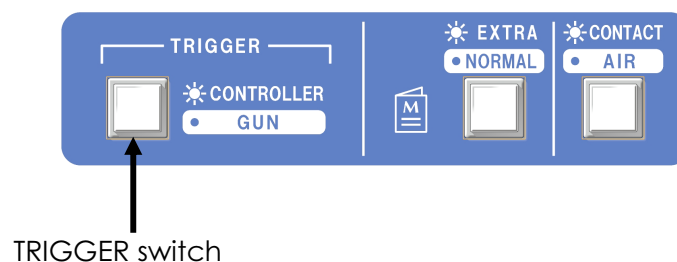 TRIGGER
CONTROLLER
GUN
M
EXTRA
NORMAL
CONTACT
AIR
TRIGGER switch